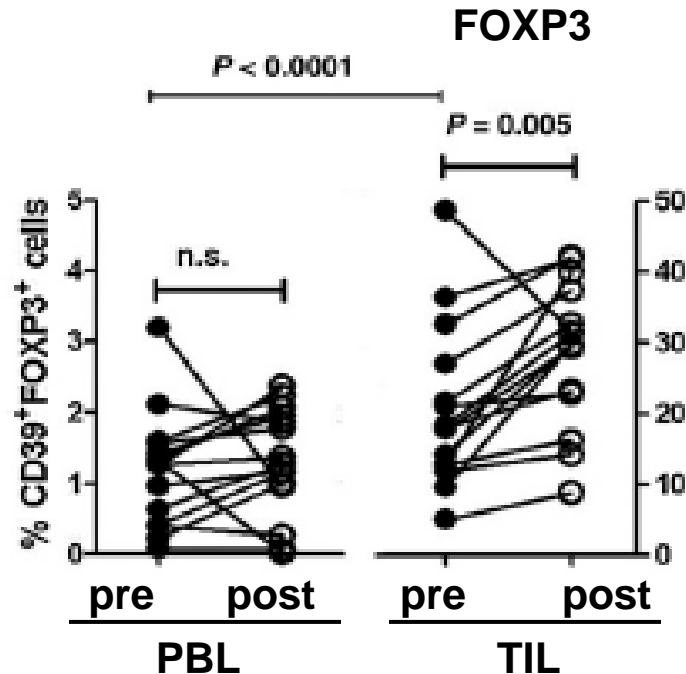 FOXP3
P < 0.0001
P = 0.005
n.s.
% CD39⁺FOXP3⁺ cells
5
4
3
2
1
0
50
40
30
20
10
0
pre post pre post
PBL TIL